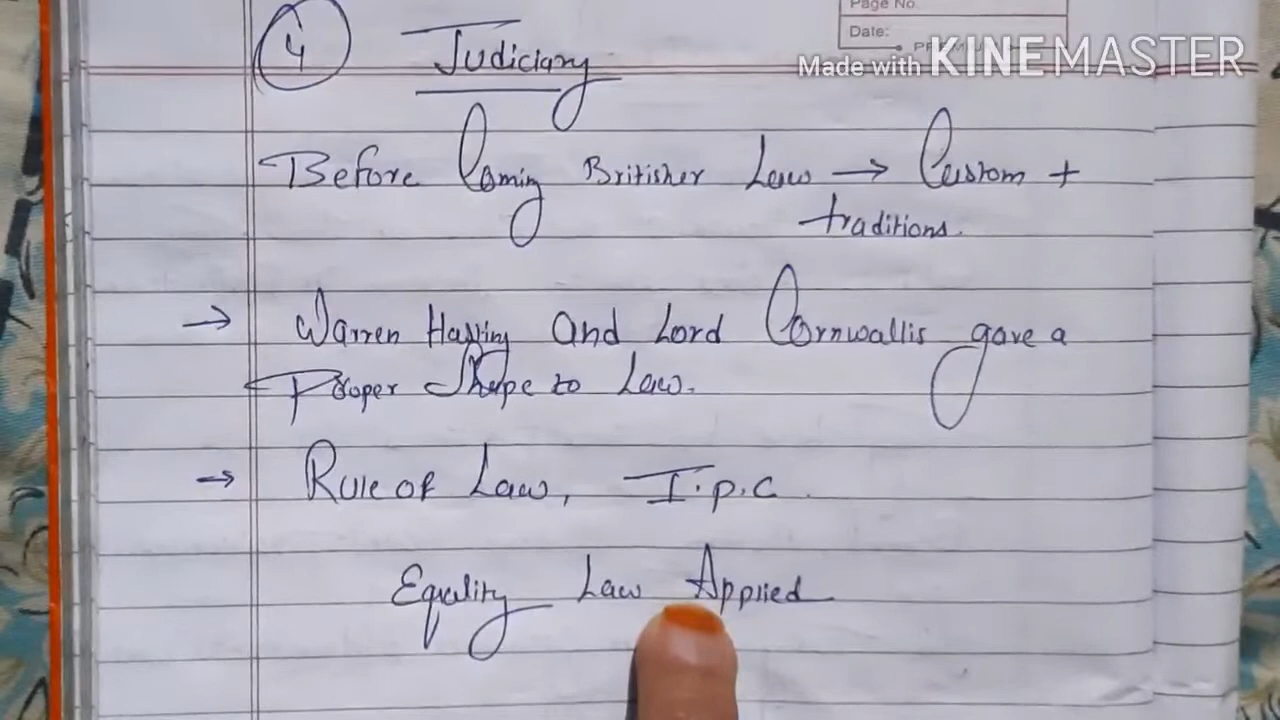 Page No.
Date:
Made with KINEMASTER
4 Judiciary
Before Coming Britisher Law → Custom +
traditions.
→ Warren Hasting and Lord Cornwallis gave a
Proper Shape to Law.
→ Rule of Law, I.p.c.
Equality Law Applied